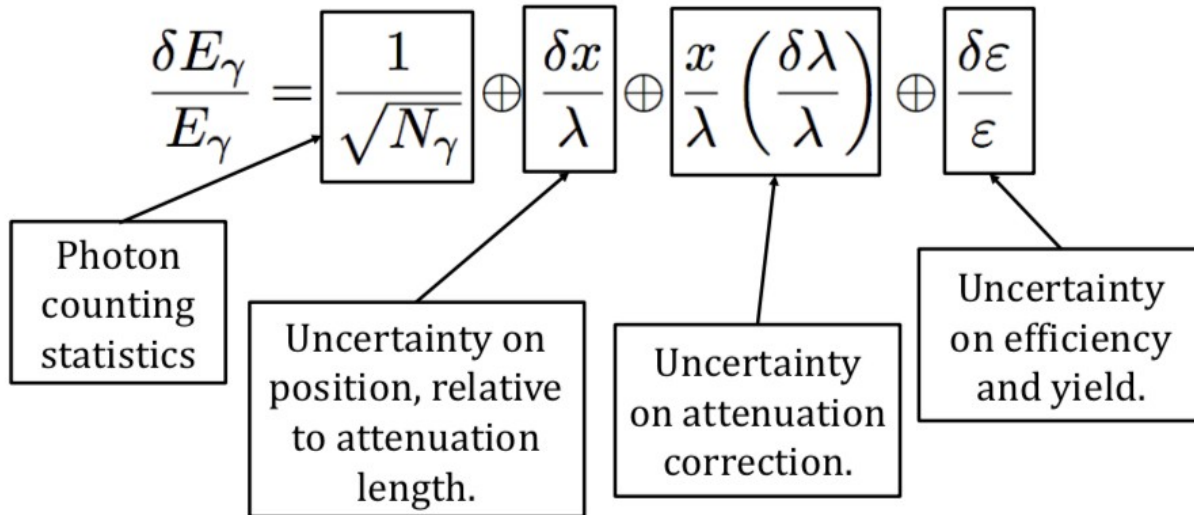 δE_γ/E_γ = 1/√N_γ ⊕ δx/λ ⊕ x/λ (δλ/λ) ⊕ δε/ε
Photon
counting
statistics
Uncertainty on
position, relative
to attenuation
length.
Uncertainty
on attenuation
correction.
Uncertainty
on efficiency
and yield.